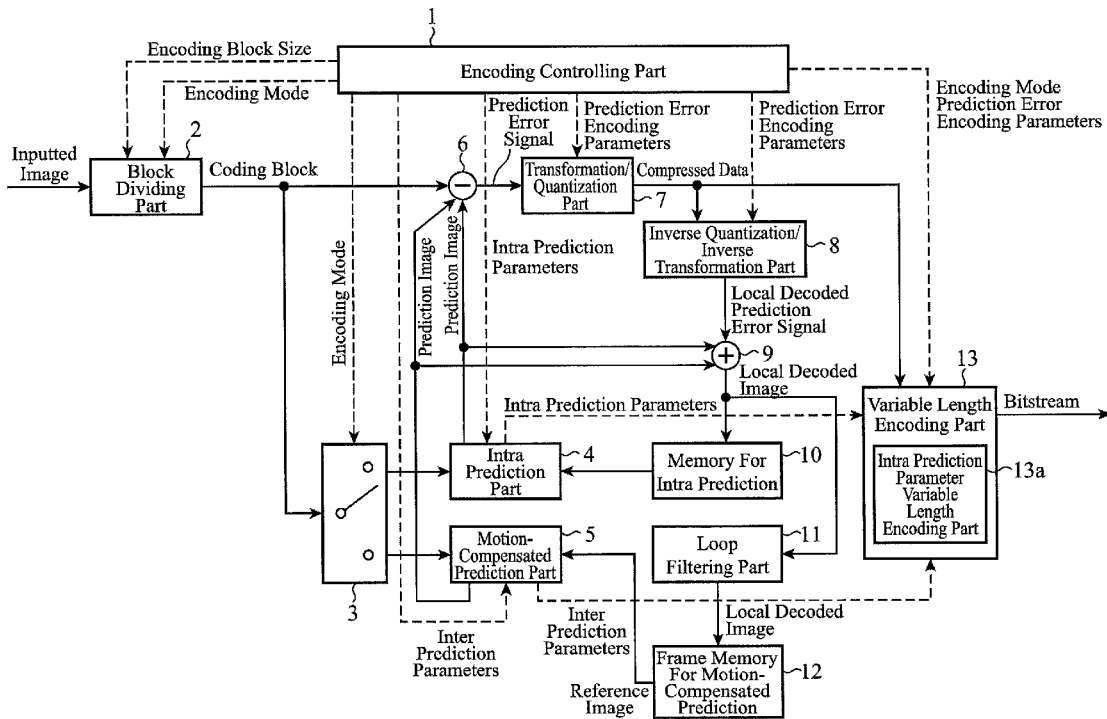 1
Encoding Block Size
Encoding Controlling Part
Encoding Mode
Encoding Mode
Prediction Error
Encoding Parameters
Prediction
Error
Signal
Prediction Error
Encoding
Parameters
Prediction Error
Encoding
Parameters
2
6
Inputted
Image
Block
Dividing
Part
Coding Block
−
Transformation/
Quantization
Part
7
Compressed Data
Inverse Quantization/
Inverse
Transformation Part
8
Prediction Image
Prediction Image
Intra Prediction
Parameters
Encoding Mode
Local Decoded
Prediction
Error Signal
+
9
Local Decoded
Image
13
Intra Prediction Parameters
Variable Length
Encoding Part
Bitstream
Intra
Prediction
Part
4
Memory For
Intra Prediction
10
Intra Prediction
Parameter
Variable
Length
Encoding Part
13a
Motion-
Compensated
Prediction Part
5
Loop
Filtering Part
11
3
Inter
Prediction
Parameters
Inter
Prediction
Parameters
Local Decoded
Image
Reference
Image
Frame Memory
For Motion-
Compensated
Prediction
12